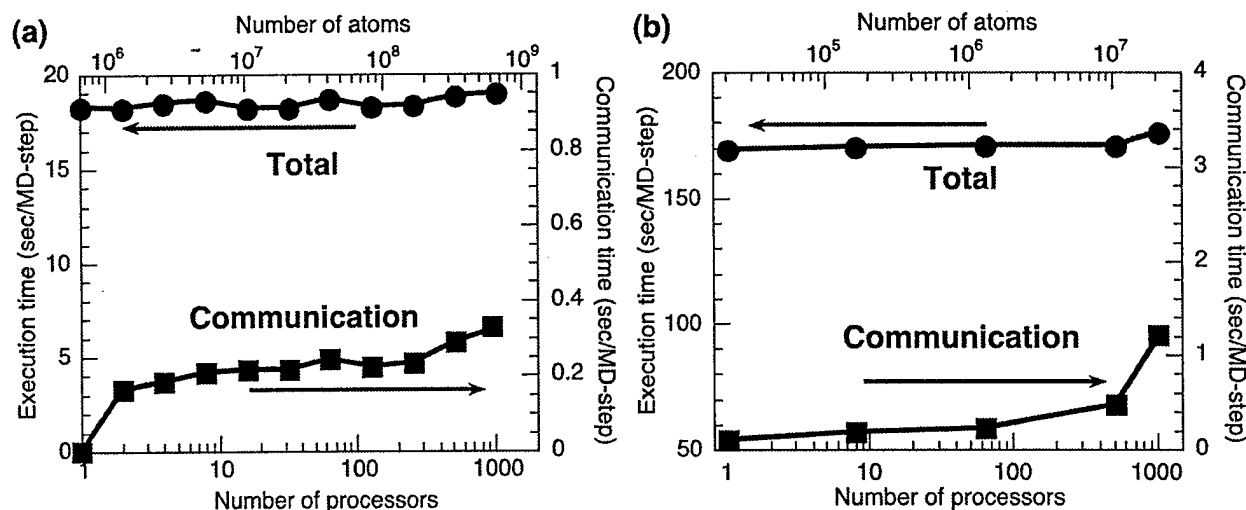 (a)
Number of atoms
10^6 10^7 10^8 10^9
20
15
10
5
0
Execution time (sec/MD-step)
1
0.8
0.6
0.4
0.2
0
Communication time (sec/MD-step)
Total
Communication
1 10 100 1000
Number of processors
(b)
Number of atoms
10^5 10^6 10^7
200
150
100
50
Execution time (sec/MD-step)
4
3
2
1
0
Communication time (sec/MD-step)
Total
Communication
1 10 100 1000
Number of processors